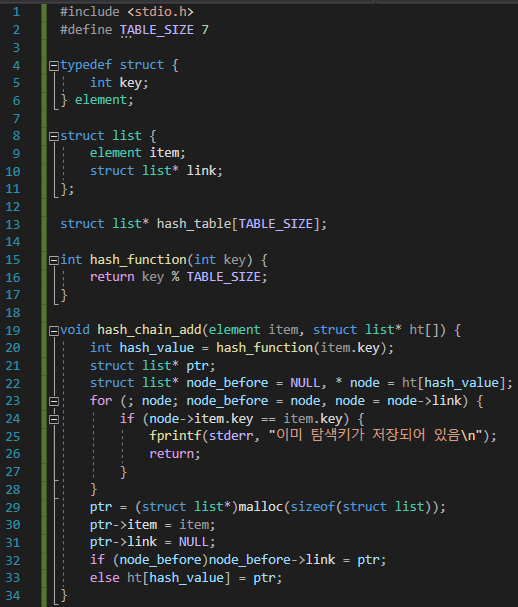 1 #include <stdio.h>
2 #define TABLE_SIZE 7
3
4 typedef struct {
5 int key;
6 } element;
7
8 struct list {
9 element item;
10 struct list* link;
11 };
12
13 struct list* hash_table[TABLE_SIZE];
14
15 int hash_function(int key) {
16 return key % TABLE_SIZE;
17 }
18
19 void hash_chain_add(element item, struct list* ht[]) {
20 int hash_value = hash_function(item.key);
21 struct list* ptr;
22 struct list* node_before = NULL, * node = ht[hash_value];
23 for (; node; node_before = node, node = node->link) {
24 if (node->item.key == item.key) {
25 fprintf(stderr, "이미 탐색키가 저장되어 있음\n");
26 return;
27 }
28 }
29 ptr = (struct list*)malloc(sizeof(struct list));
30 ptr->item = item;
31 ptr->link = NULL;
32 if (node_before)node_before->link = ptr;
33 else ht[hash_value] = ptr;
34 }